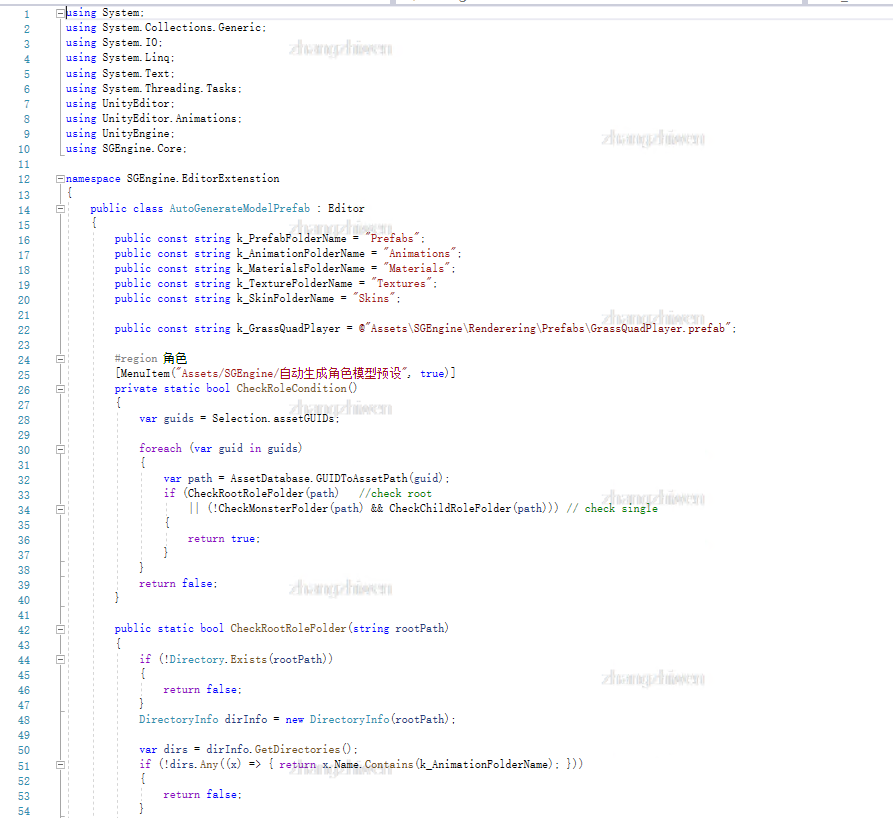 1 using System;
2 using System.Collections.Generic;
3 using System.IO;
4 using System.Linq;
5 using System.Text;
6 using System.Threading.Tasks;
7 using UnityEditor;
8 using UnityEditor.Animations;
9 using UnityEngine;
10 using SGEngine.Core;
11
12 namespace SGEngine.EditorExtenstion
13 {
14 public class AutoGenerateModelPrefab : Editor
15 {
16 public const string k_PrefabFolderName = "Prefabs";
17 public const string k_AnimationFolderName = "Animations";
18 public const string k_MaterialsFolderName = "Materials";
19 public const string k_TextureFolderName = "Textures";
20 public const string k_SkinFolderName = "Skins";
21
22 public const string k_GrassQuadPlayer = @"Assets\SGEngine\Renderering\Prefabs\GrassQuadPlayer.prefab";
23
24 #region 角色
25 [MenuItem("Assets/SGEngine/自动生成角色模型预设", true)]
26 private static bool CheckRoleCondition()
27 {
28 var guids = Selection.assetGUIDs;
29
30 foreach (var guid in guids)
31 {
32 var path = AssetDatabase.GUIDToAssetPath(guid);
33 if (CheckRootRoleFolder(path) //check root
34 || (!CheckMonsterFolder(path) && CheckChildRoleFolder(path))) // check single
35 {
36 return true;
37 }
38 }
39 return false;
40 }
41
42 public static bool CheckRootRoleFolder(string rootPath)
43 {
44 if (!Directory.Exists(rootPath))
45 {
46 return false;
47 }
48 DirectoryInfo dirInfo = new DirectoryInfo(rootPath);
49
50 var dirs = dirInfo.GetDirectories();
51 if (!dirs.Any((x) => { return x.Name.Contains(k_AnimationFolderName); }))
52 {
53 return false;
54 }
zhangzhiwen
zhangzhiwen
zhangzhiwen
zhangzhiwen
zhangzhiwen
zhangzhiwen
zhangzhiwen
zhangzhiwen
zhangzhiwen